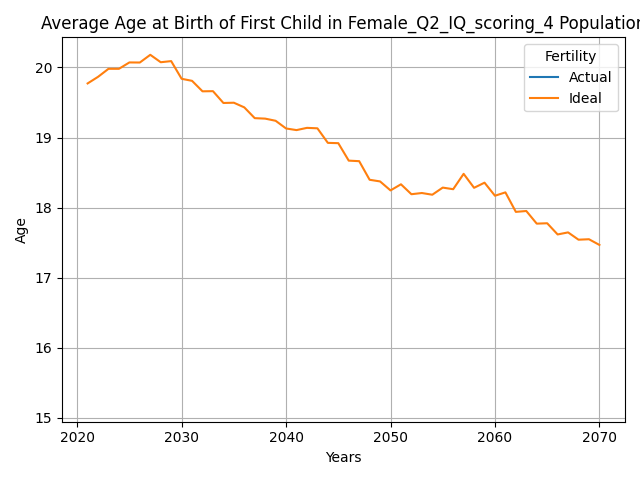 Average Age at Birth of First Child in Female_Q2_IQ_scoring_4 Population
Fertility
Actual
Ideal
Age
20
19
18
17
16
15
2020 2030 2040 2050 2060 2070
Years